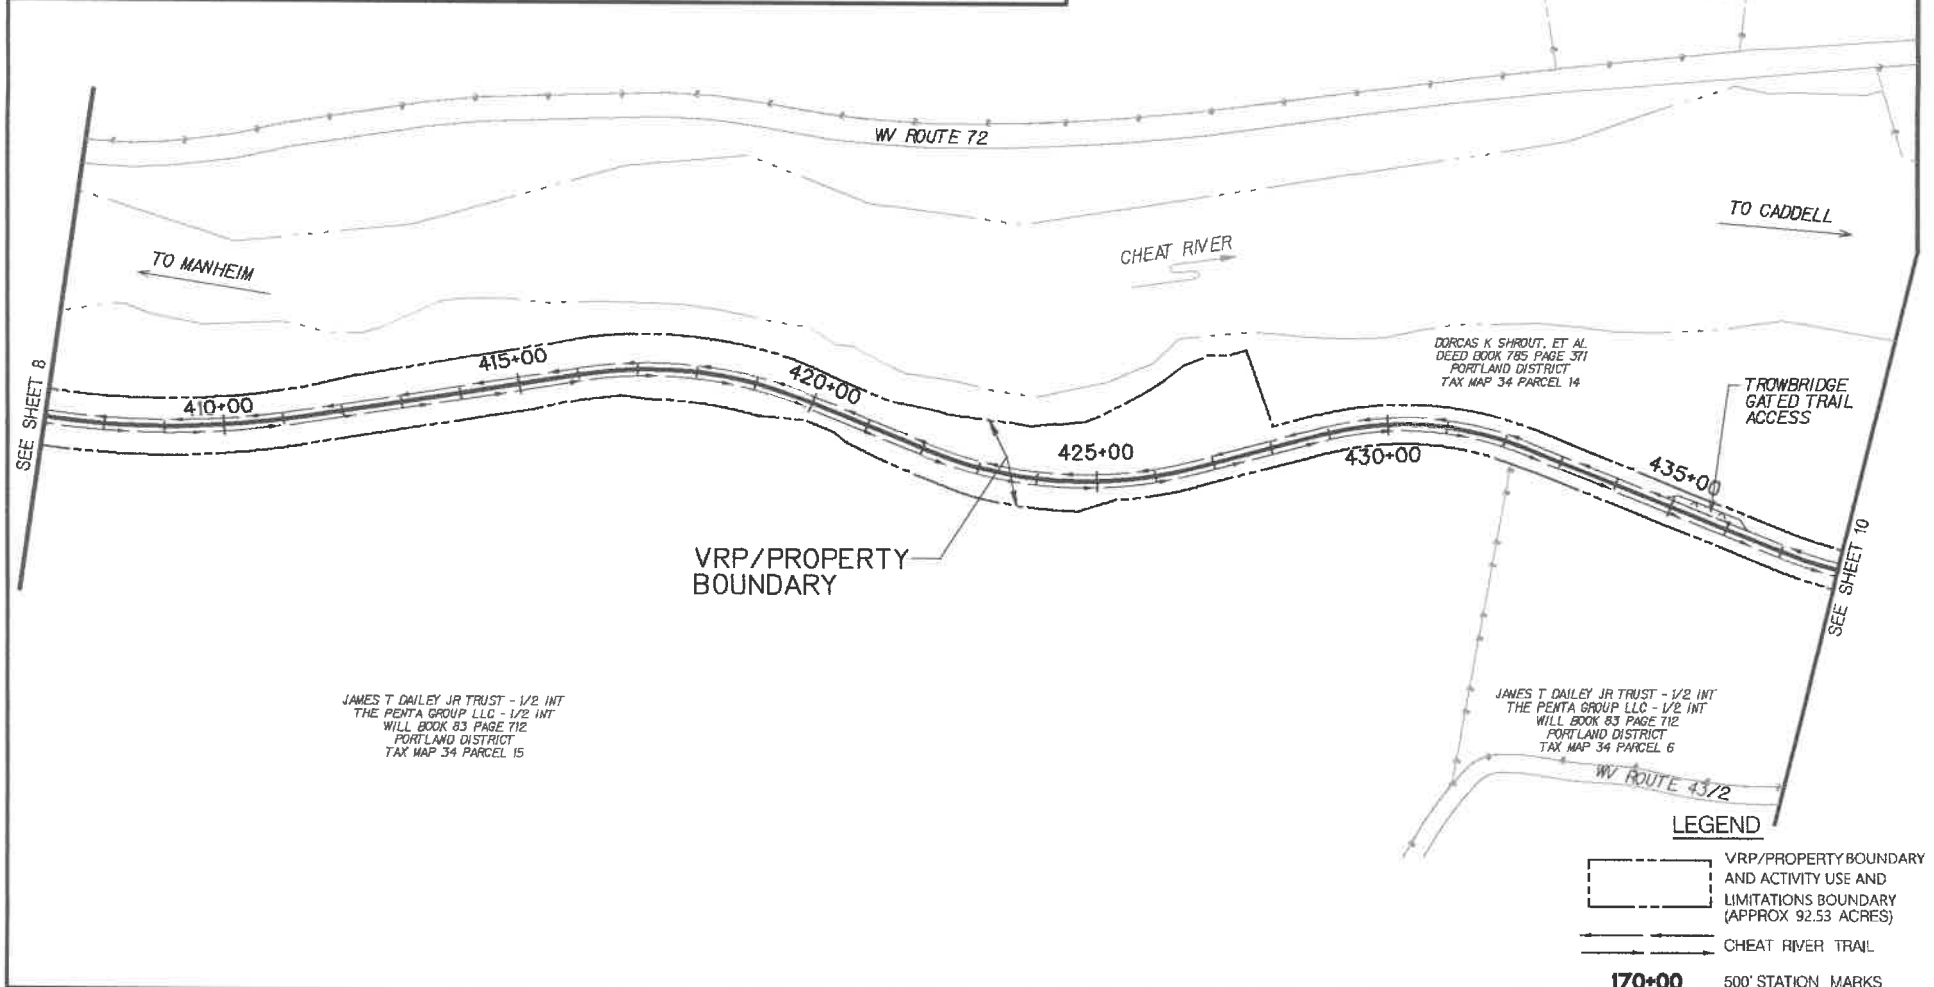 WV ROUTE 72
TO CADDELL
CHEAT RIVER
TO MANHEIM
SEE SHEET 8
410+00
415+00
420+00
425+00
430+00
435+00
DORCAS K SHROUT, ET AL
DEED BOOK 785 PAGE 371
PORTLAND DISTRICT
TAX MAP 34 PARCEL 14
TROWBRIDGE
GATED TRAIL
ACCESS
SEE SHEET 10
VRP/PROPERTY
BOUNDARY
JAMES T DAILEY JR TRUST - 1/2 INT
THE PENTA GROUP LLC - 1/2 INT
WILL BOOK 83 PAGE 712
PORTLAND DISTRICT
TAX MAP 34 PARCEL 15
JAMES T DAILEY JR TRUST - 1/2 INT
THE PENTA GROUP LLC - 1/2 INT
WILL BOOK 83 PAGE 712
PORTLAND DISTRICT
TAX MAP 34 PARCEL 6
WV ROUTE 43/2
LEGEND
VRP/PROPERTY BOUNDARY
AND ACTIVITY USE AND
LIMITATIONS BOUNDARY
(APPROX 92.53 ACRES)
CHEAT RIVER TRAIL
170+00 500' STATION MARKS